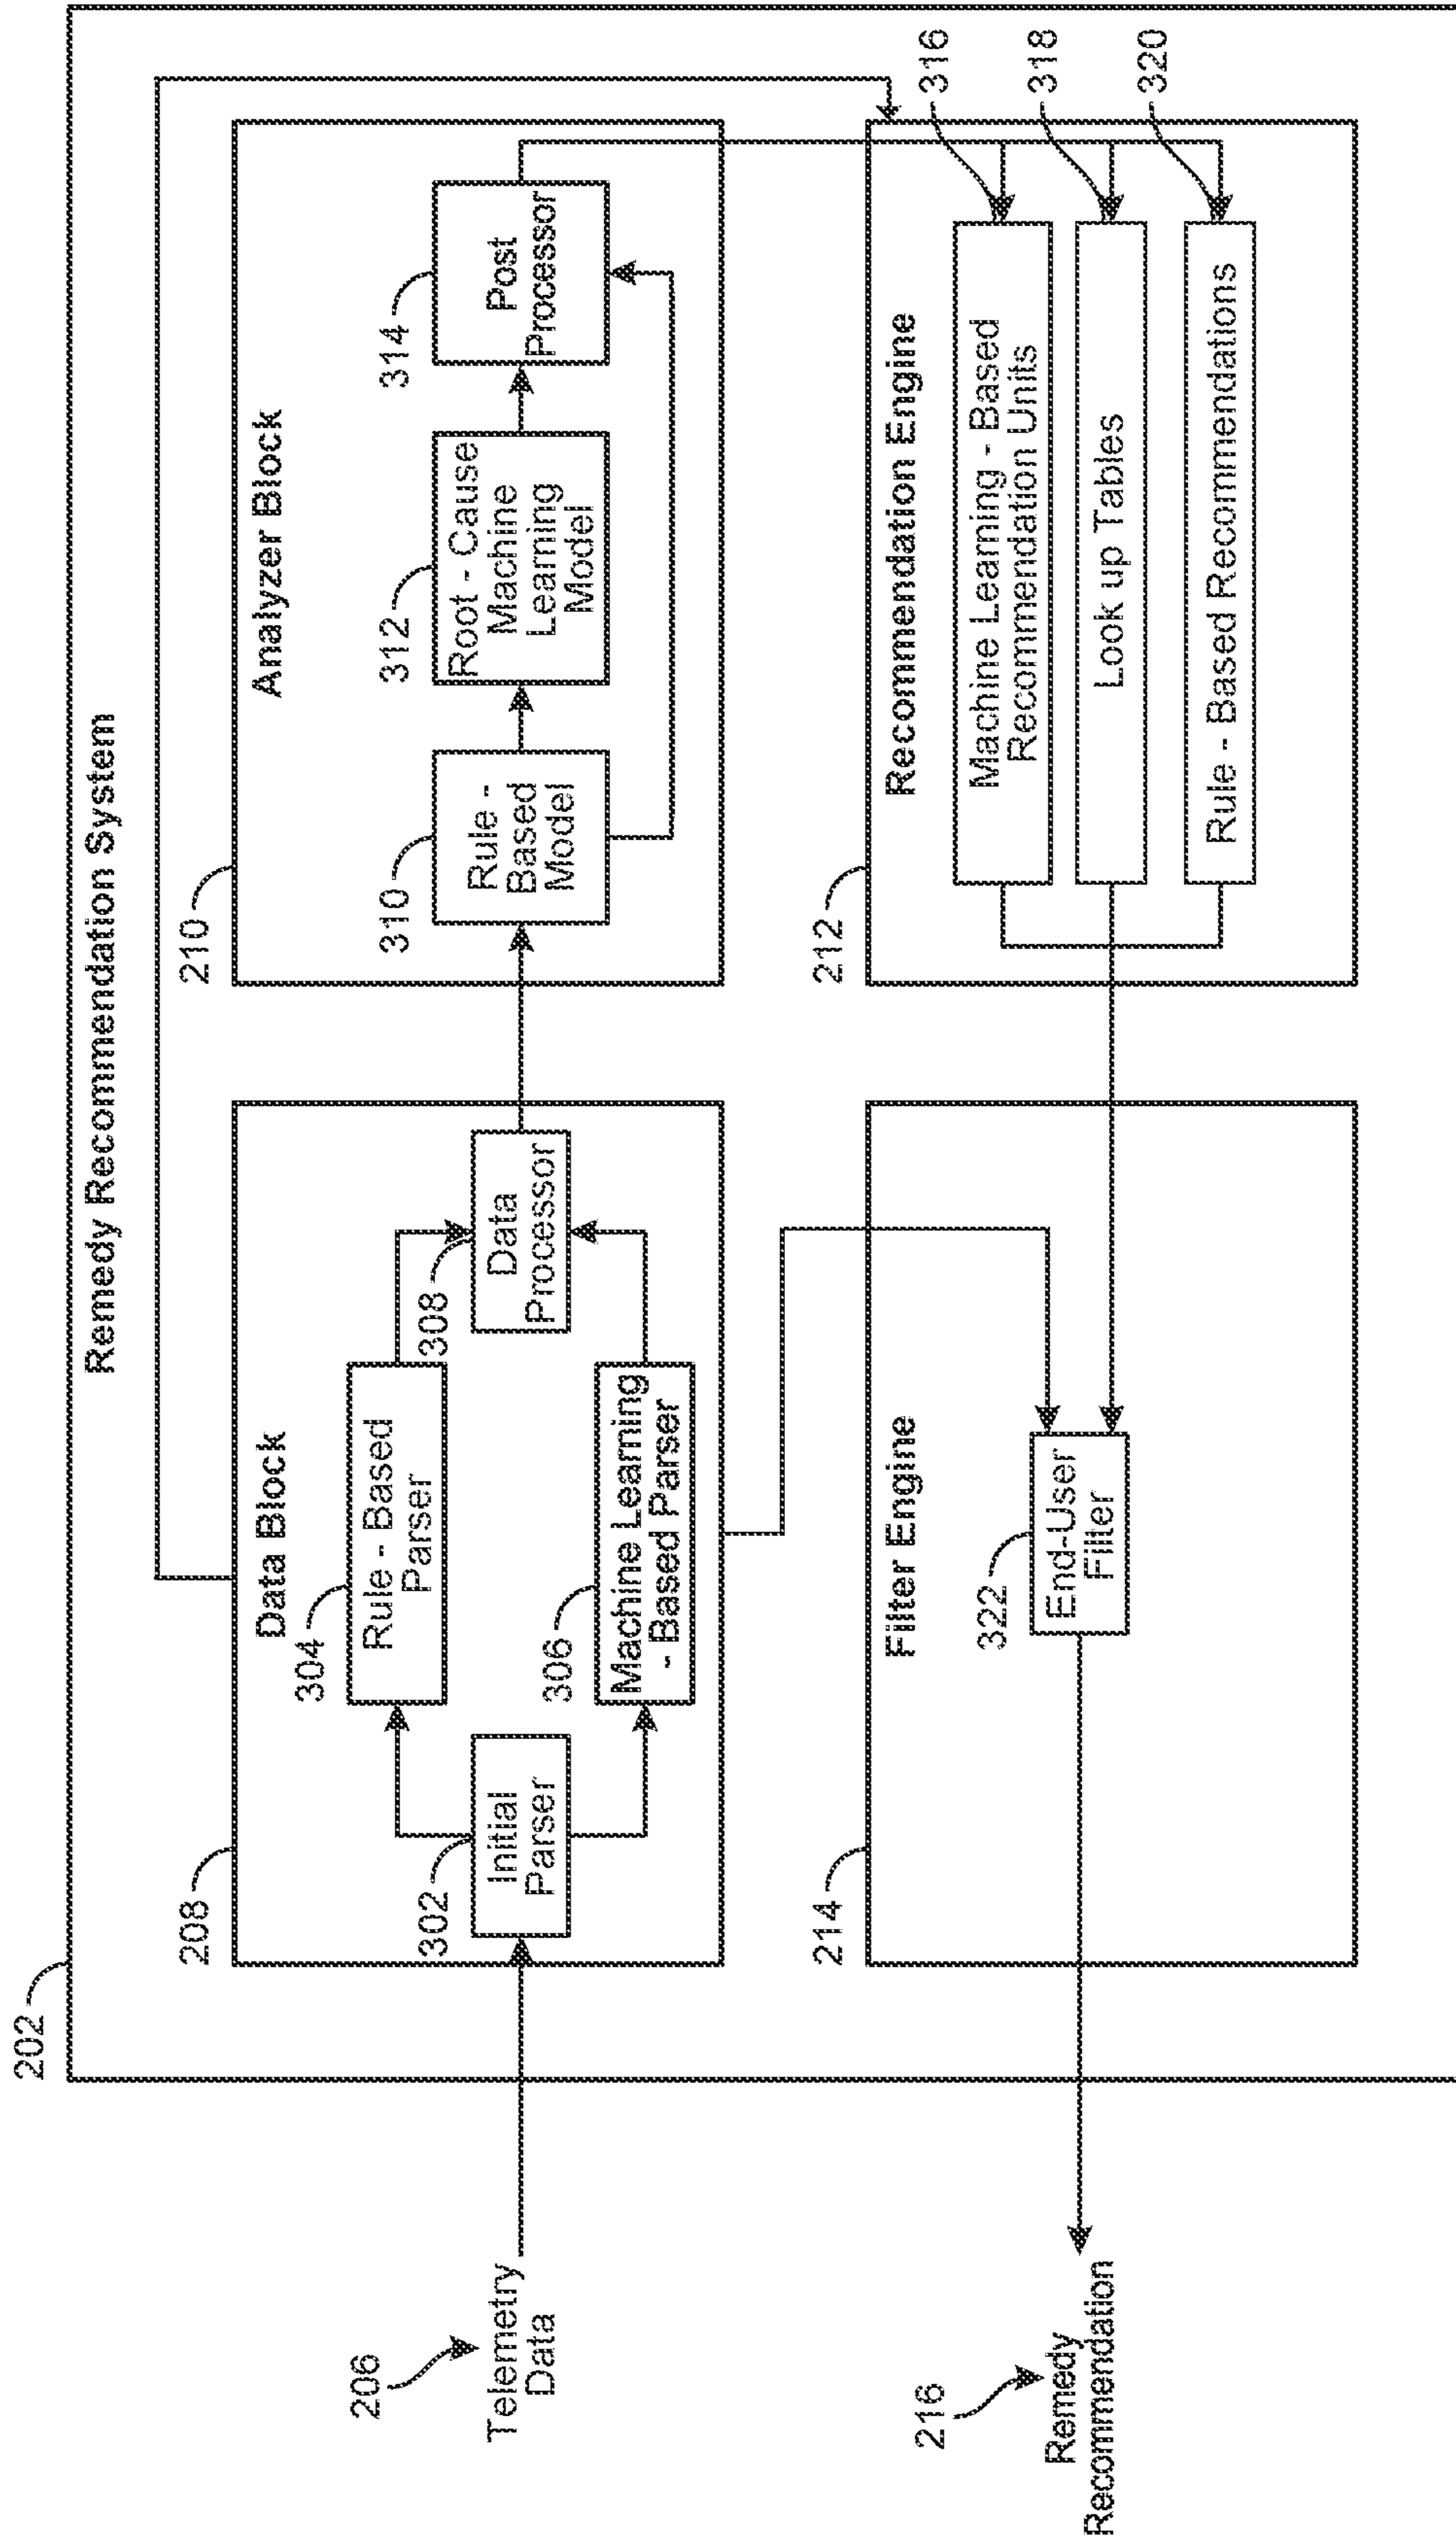 202
Remedy Recommendation System
206
Telemetry
Data
208
Data Block
302
Initial
Parser
304
Rule - Based
Parser
306
Machine Learning
- Based Parser
308
Data
Processor
210
Analyzer Block
310
Rule -
Based
Model
312
Root - Cause
Machine
Learning
Model
314
Post
Processor
212
Recommendation Engine
316
Machine Learning - Based
Recommendation Units
318
Look up Tables
320
Rule - Based Recommendations
214
Filter Engine
322
End-User
Filter
216
Remedy
Recommendation